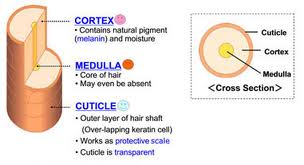 CORTEX
• Contains natural pigment
(melanin) and moisture
MEDULLA
• Core of hair
• May even be absent
CUTICLE
• Outer layer of hair shaft
(Over-lapping keratin cell)
• Works as protective scale
• Cuticle is transparent
Cuticle
Cortex
Medulla
<Cross Section>